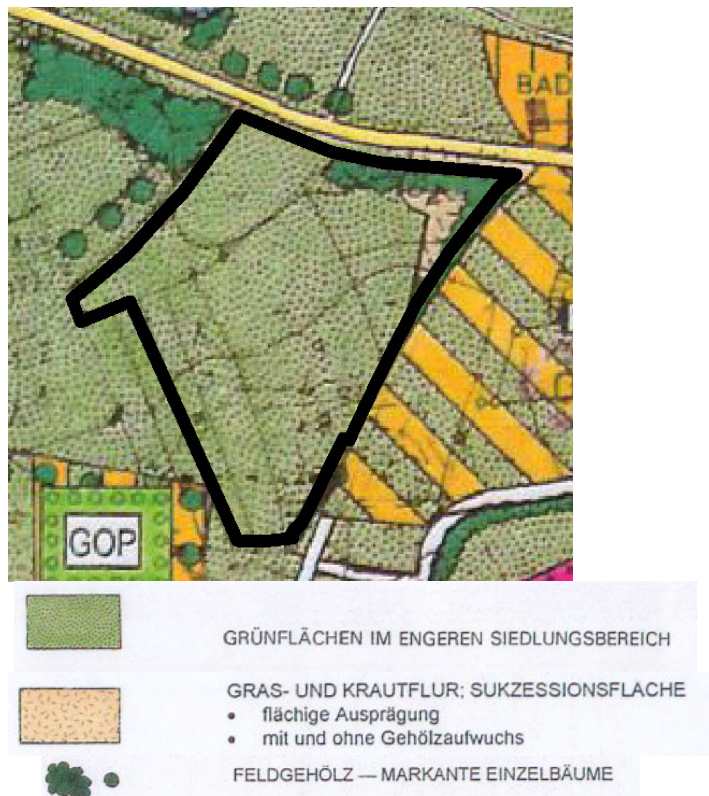 BAD
GOP
GRÜNFLÄCHEN IM ENGEREN SIEDLUNGSBEREICH
GRAS- UND KRAUTFLUR; SUKZESSIONSFLÄCHE
• flächige Ausprägung
• mit und ohne Gehölzaufwuchs
FELDGEHÖLZ — MARKANTE EINZELBÄUME